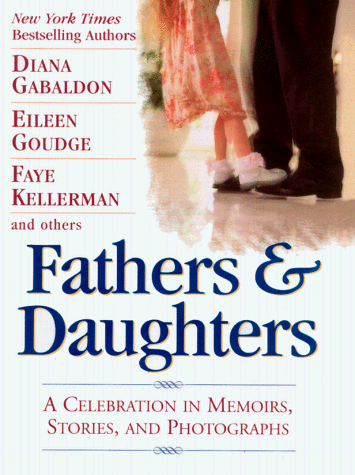 New York Times
Bestselling Authors
DIANA
GABALDON
EILEEN
GOUDGE
FAYE
KELLERMAN
and others
Fathers &
Daughters
A CELEBRATION IN MEMOIRS,
STORIES, AND PHOTOGRAPHS